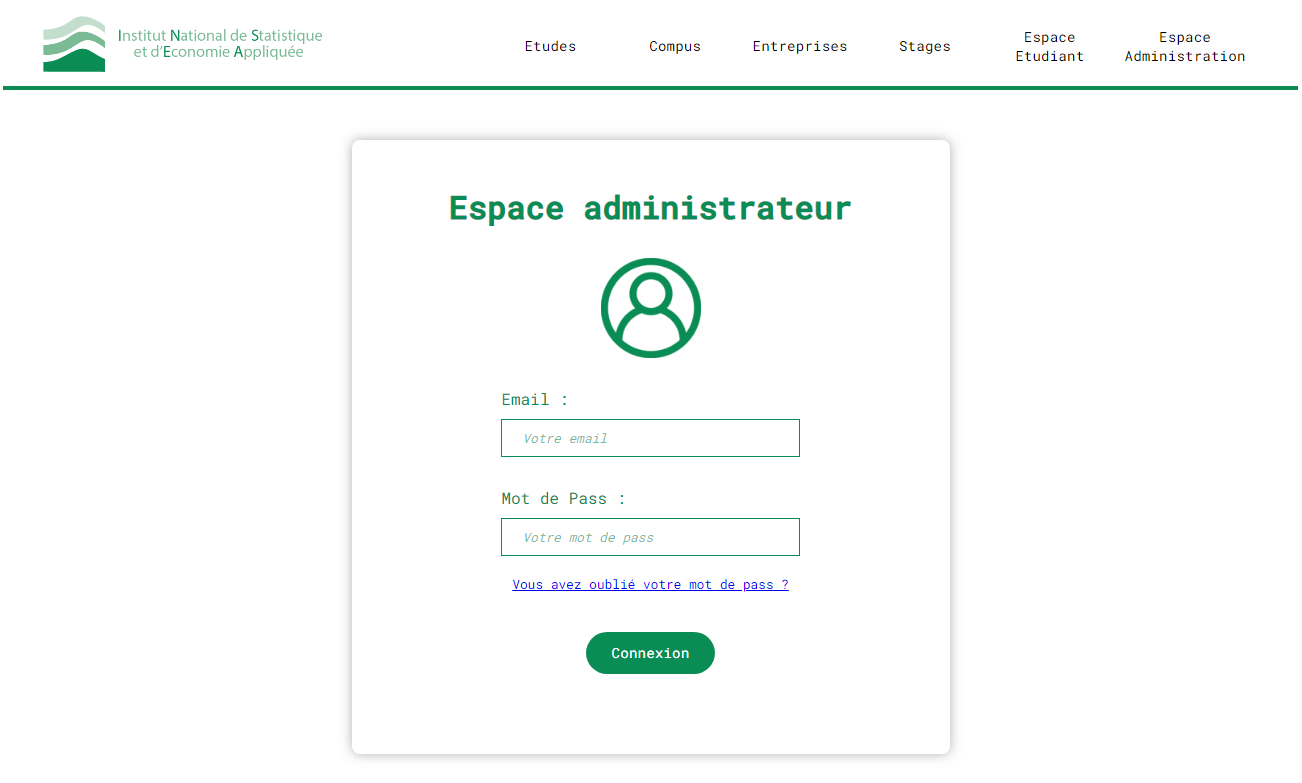 Institut National de Statistique
et d'Economie Appliquée
Etudes
Compus
Entreprises
Stages
Espace
Etudiant
Espace
Administration
Espace administrateur
Email :
Votre email
Mot de Pass :
Votre mot de pass
Vous avez oublié votre mot de pass ?
Connexion